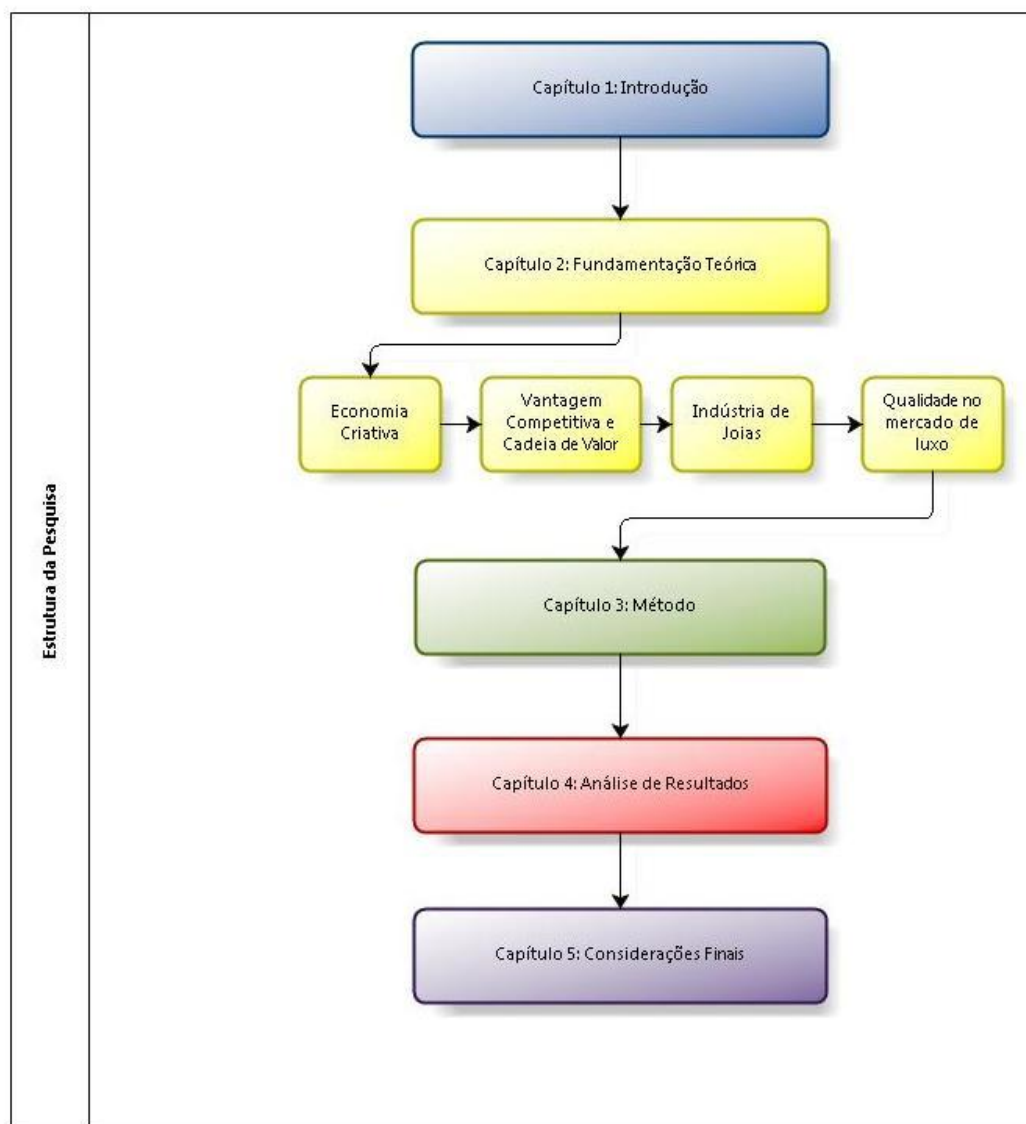 Estrutura da Pesquisa
Capítulo 1: Introdução
Capítulo 2: Fundamentação Teórica
Economia
Criativa
Vantagem
Competitiva e
Cadeia de Valor
Indústria de
Joias
Qualidade no
mercado de
luxo
Capítulo 3: Método
Capítulo 4: Análise de Resultados
Capítulo 5: Considerações Finais